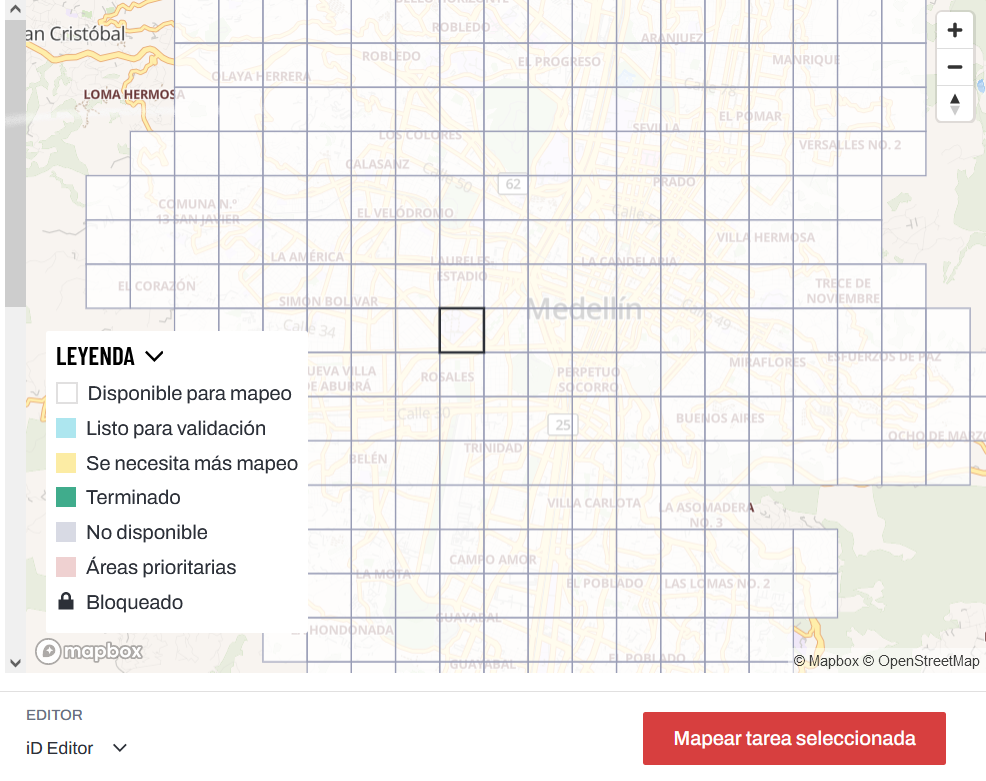 BELLO HORIZONTE
an Cristóbal
ROBLEDO
ARANJUEZ
ROBLEDO
EL PROGRESO
MANRIQUE
OLAYA HERRERA
Calle 78
LOMA HERMOSA
EL POMAR
SEVILLA
LOS COLORES
VERSALLES NO. 2
CALASANZ
Calle 50
62
PRADO
COMUNA N.°
13 SAN JAVIER
EL VELÓDROMO
Calle 57
VILLA HERMOSA
LA AMÉRICA
LAURELES-
ESTADIO
LA CANDELARIA
EL CORAZÓN
TRECE DE
NOVIEMBRE
SIMON BOLIVAR
Medellín
Calle 49
Calle 34
LEYENDA
Disponible para mapeo
Listo para validación
Se necesita más mapeo
Terminado
No disponible
Áreas prioritarias
Bloqueado
ESFUERZOS DE PAZ
MIRAFLORES
UEVA VILLA
DE ABURRÁ
ROSALES
PERPETUO
SOCORRO
Calle 30
25
BUENOS AIRES
OCHO DE MARZO
TRINIDAD
BELÉN
VILLA CARLOTA
LA ASOMADERA
NO. 3
CAMPO AMOR
LA MOTA
EL POBLADO
LAS LOMAS NO. 2
GUAYABAL
HONDONADA
EL POBLADO
GUAYABAL
mapbox
© Mapbox © OpenStreetMap
EDITOR
iD Editor
Mapear tarea seleccionada